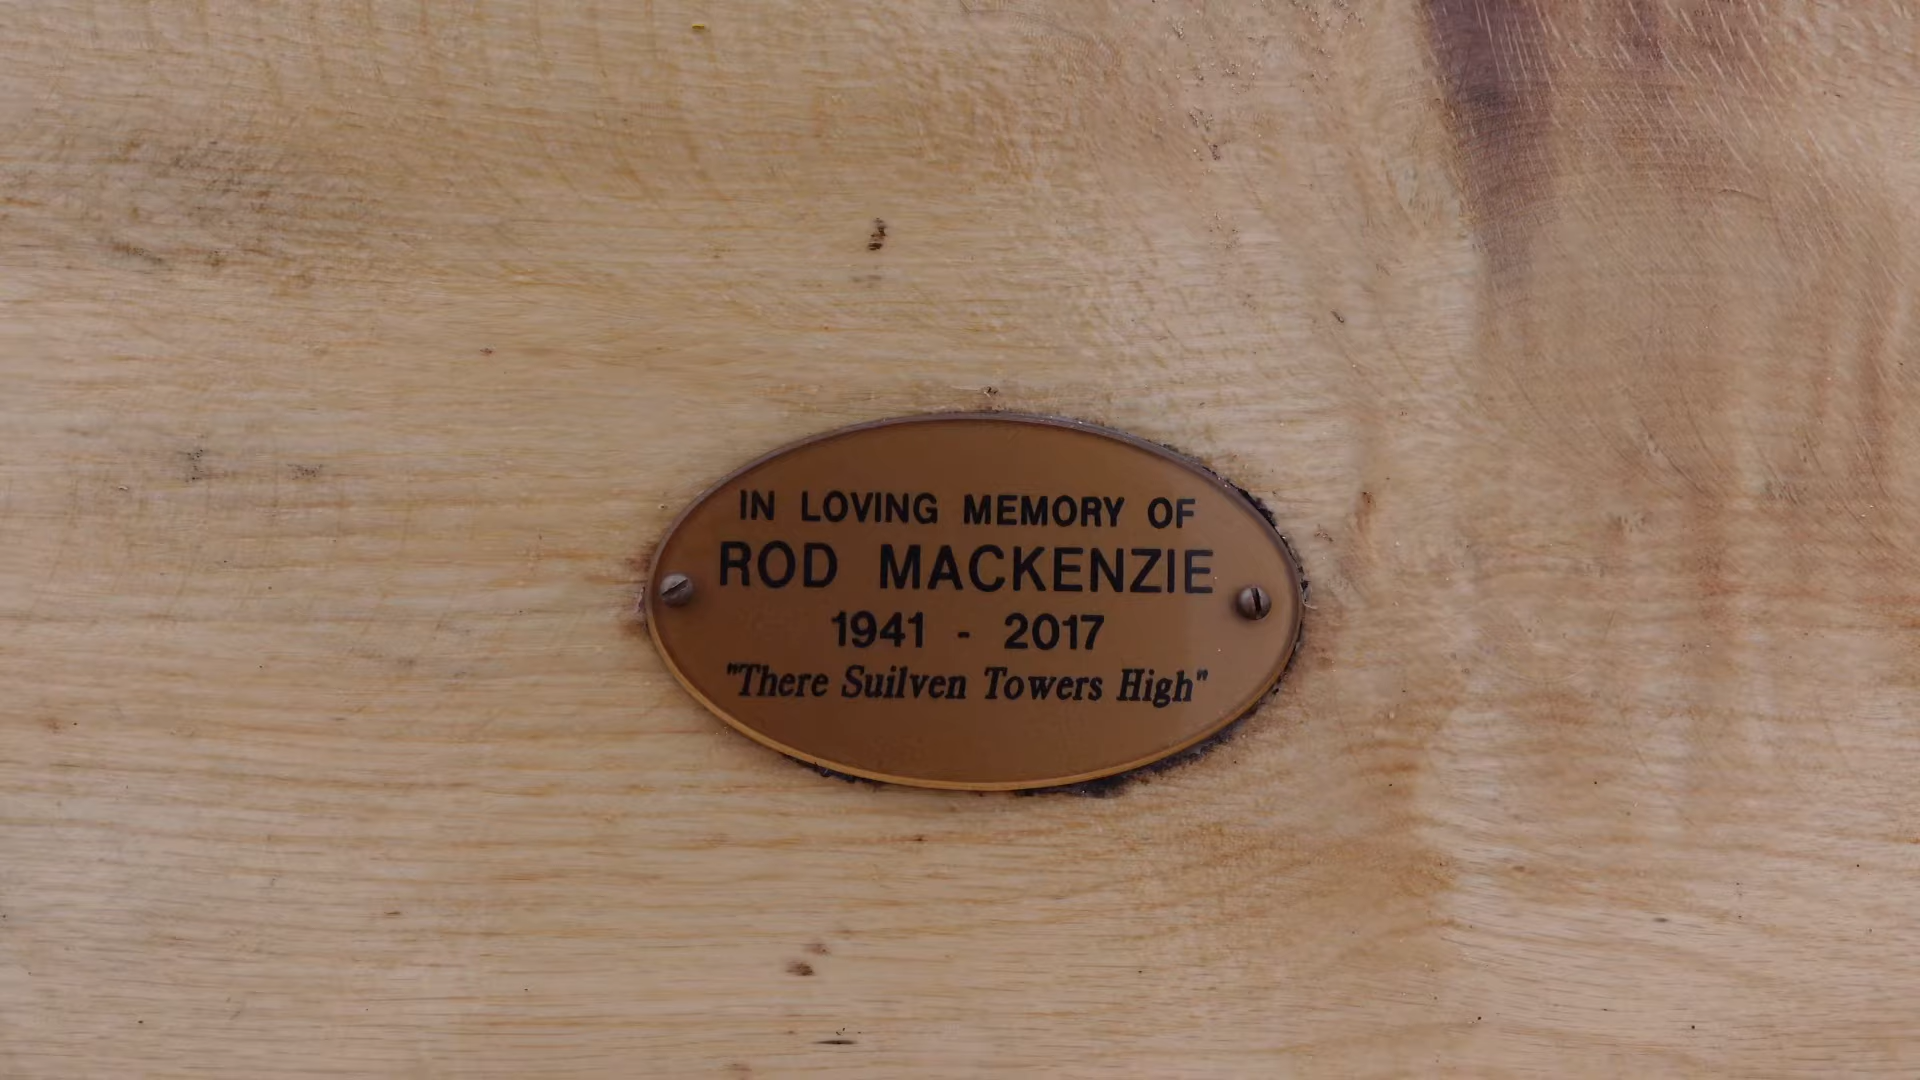 IN LOVING MEMORY OF
ROD MACKENZIE
1941 - 2017
"There Suilven Towers High"